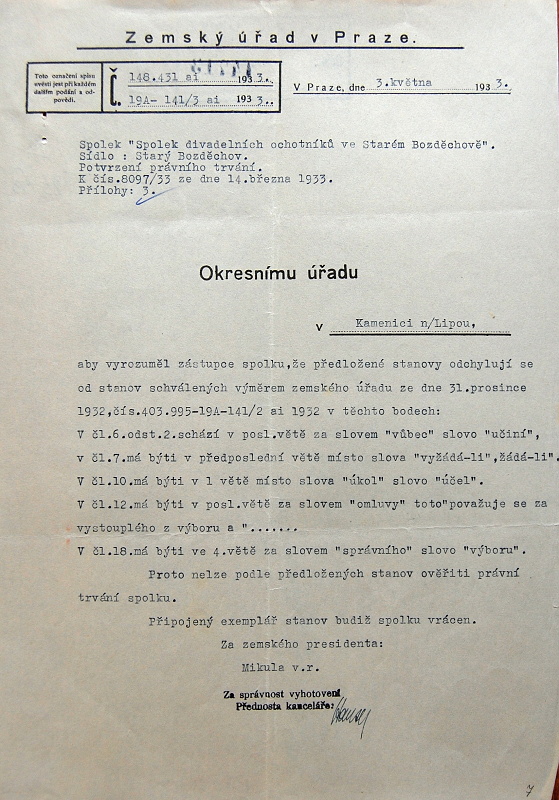 Zemský úřad v Praze.
Toto označení spisu
uvésti jest při každém
dalším podání a od-
povědi.
Č.
148.431 ai 1933.
19A- 141/3 ai 1933..
V Praze, dne 3.května 1933.
Spolek "Spolek divadelních ochotníků ve Starém Bozděchově".
Sídlo : Starý Bozděchov.
Potvrzení právního trvání.
K čís.8097/33 ze dne 14.března 1933.
Přílohy: 3.
Okresnímu úřadu
v Kamenici n/Lipou,
aby vyrozuměl zástupce spolku,že předložené stanovy odchylují se
od stanov schválených výměrem zemského úřadu ze dne 31.prosince
1932,čís.403.995-19A-141/2 ai 1932 v těchto bodech:
V čl.6.odst.2.schází v posl.větě za slovem "vůbec" slovo "učiní",
v čl.7.má býti v předposlední větě místo slova "vyžádá-li",žádá-li".
V čl.10.má býti v 1 větě místo slova "úkol" slovo "účel".
V čl.12.má býti v posl.větě za slovem "omluvy" toto"považuje se za
vystouplého z výboru a ".......
V čl.18.má býti ve 4.větě za slovem "správního" slovo "výboru".
Proto nelze podle předložených stanov ověřiti právní
trvání spolku.
Připojený exemplář stanov budiž spolku vrácen.
Za zemského presidenta:
Mikula v.r.
Za správnost vyhotovení
Přednosta kanceláře:
7